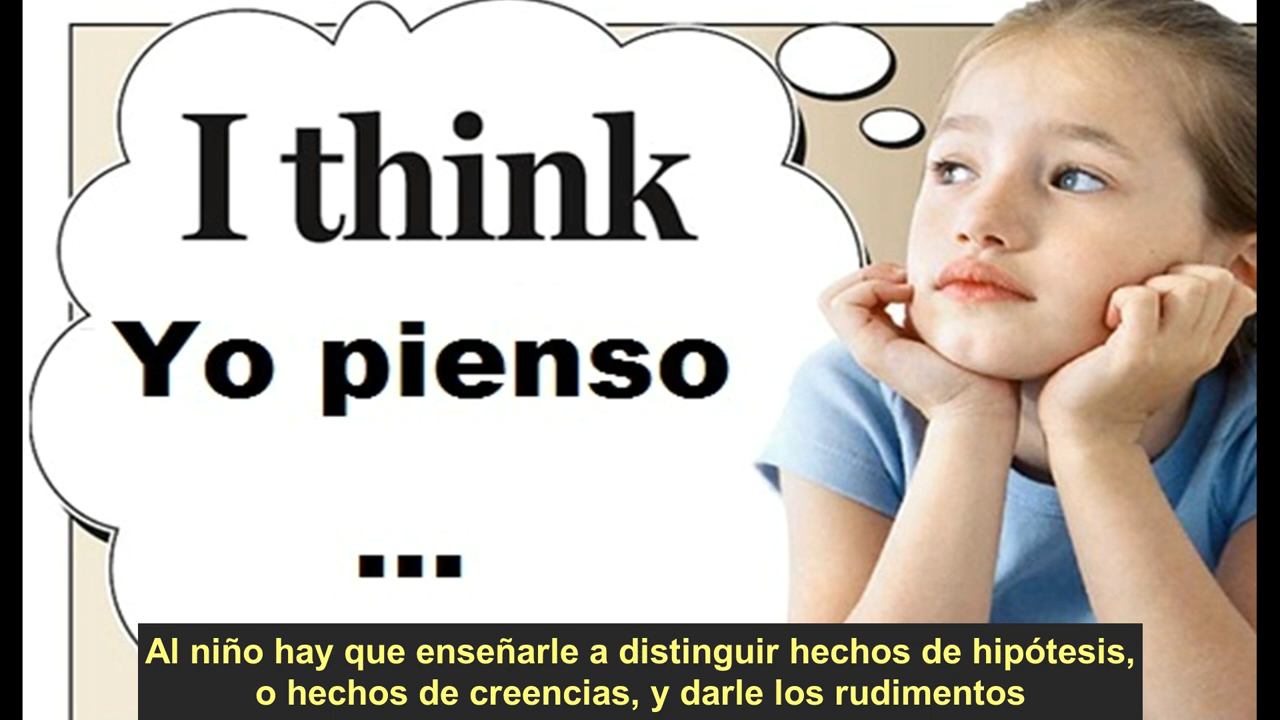 I think
Yo pienso
...
Al niño hay que enseñarle a distinguir hechos de hipótesis,
o hechos de creencias, y darle los rudimentos